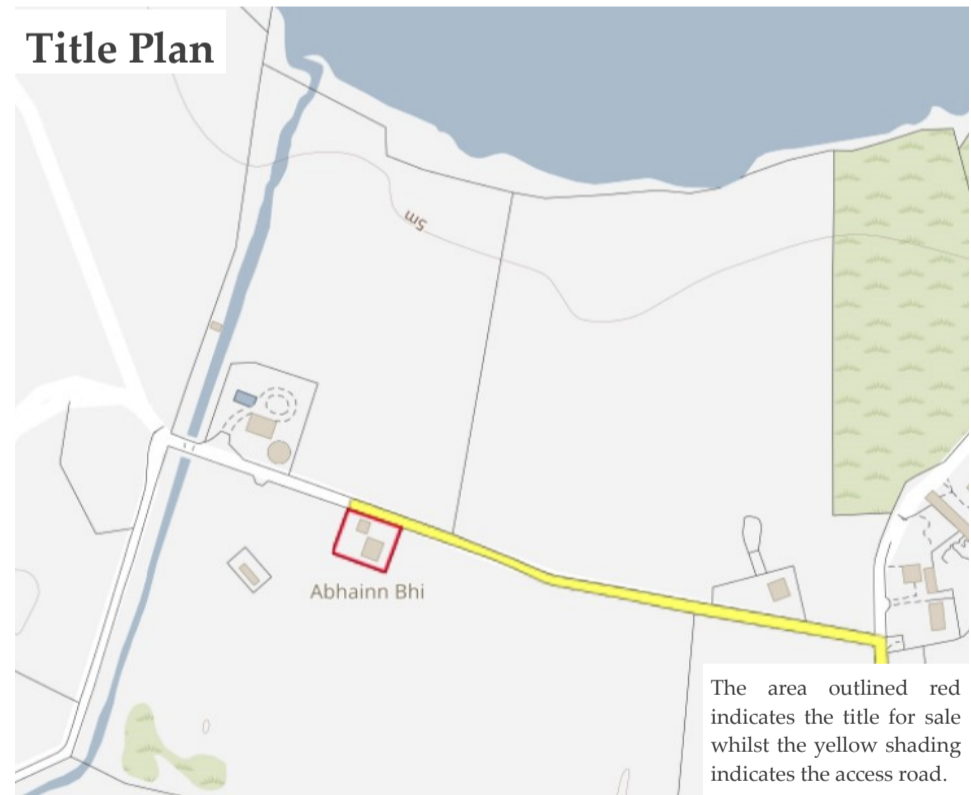 Title Plan
5m
Abhainn Bhi
The area outlined red
indicates the title for sale
whilst the yellow shading
indicates the access road.